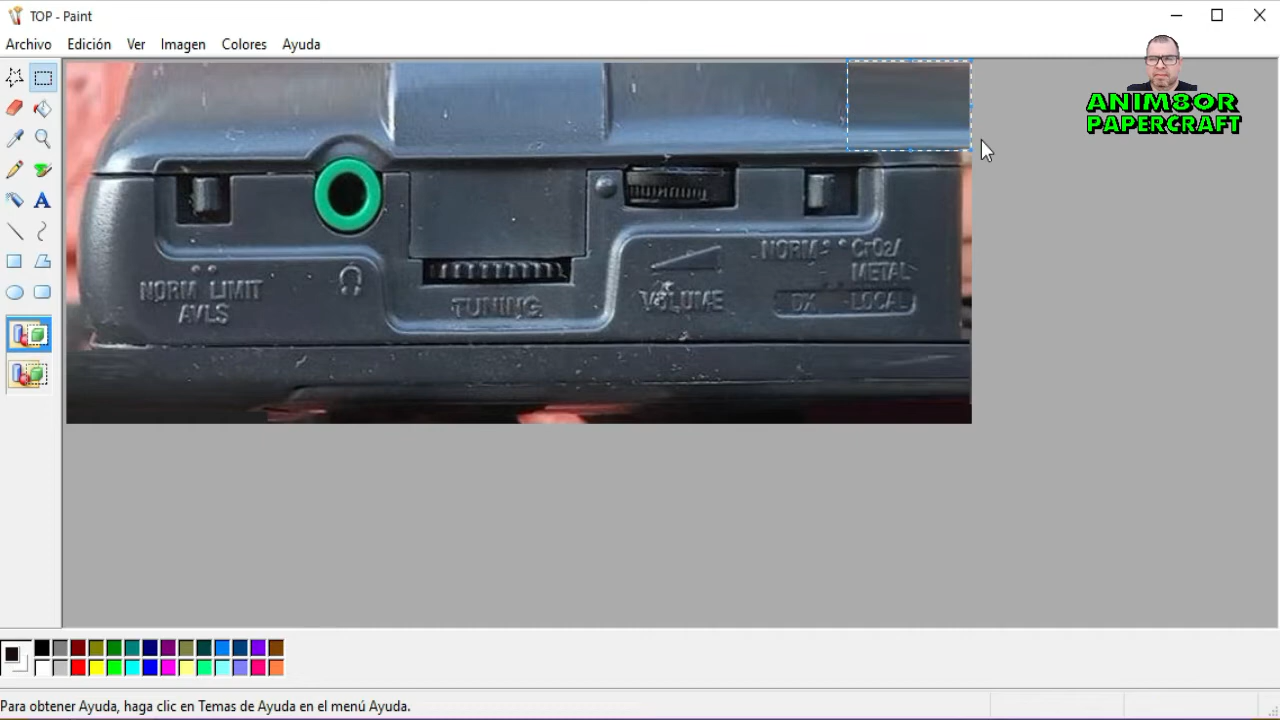 TOP - Paint
Archivo Edición Ver Imagen Colores Ayuda
ANIM8OR
PAPERCRAFT
NORM LIMIT
AVLS
TUNING
VOLUME
NORM CrO2/
METAL
DX LOCAL
Para obtener Ayuda, haga clic en Temas de Ayuda en el menú Ayuda.